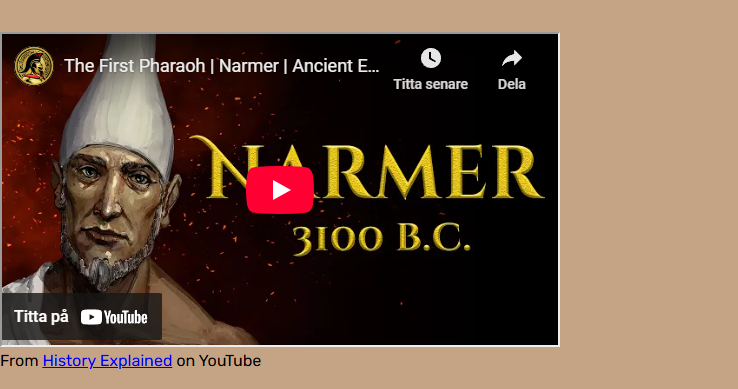 The First Pharaoh | Narmer | Ancient E...
Titta senare
Dela
NARMER
3100 B.C.
Titta på YouTube
From History Explained on YouTube